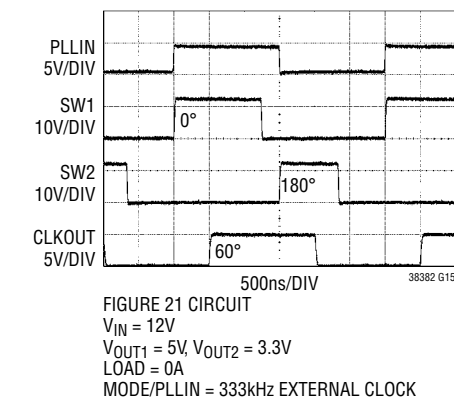 PLLIN
5V/DIV
SW1
10V/DIV
0°
SW2
10V/DIV
180°
CLKOUT
5V/DIV
60°
500ns/DIV
38382 G15
FIGURE 21 CIRCUIT
VIN = 12V
VOUT1 = 5V, VOUT2 = 3.3V
LOAD = 0A
MODE/PLLIN = 333kHz EXTERNAL CLOCK